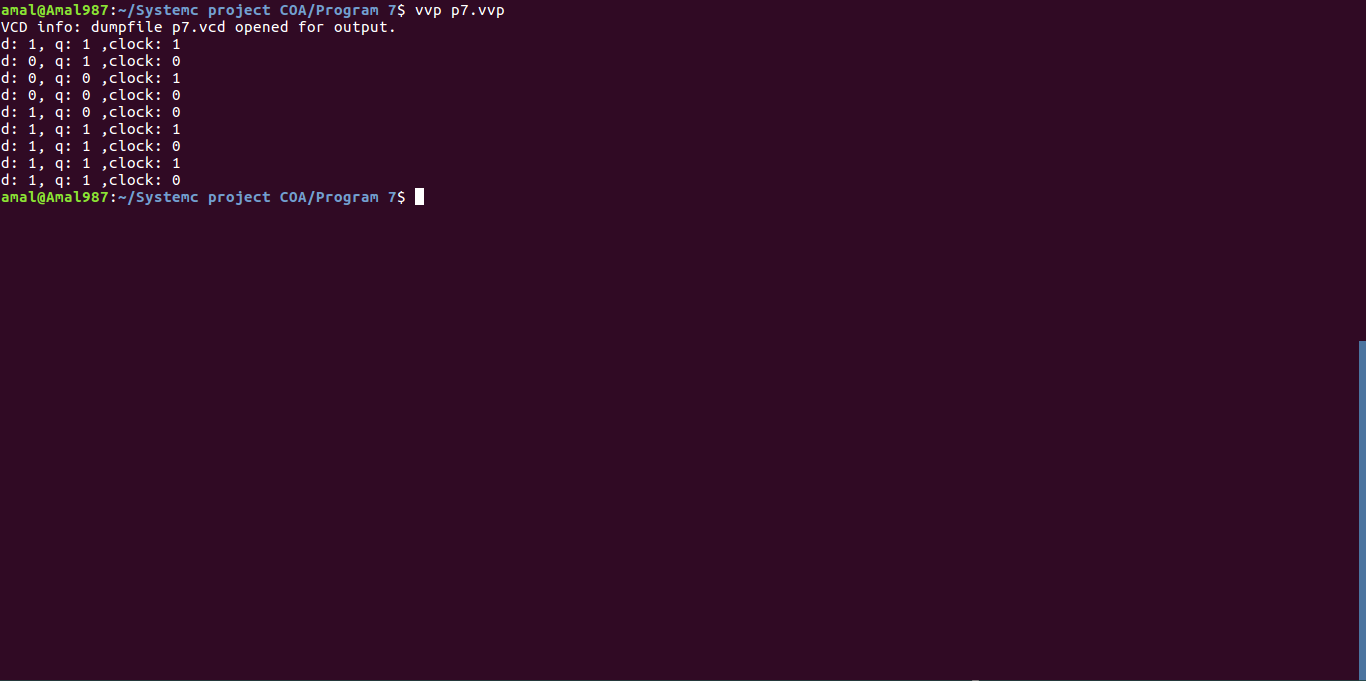 amal@Amal987:~/Systemc project COA/Program 7$ vvp p7.vvp
VCD info: dumpfile p7.vcd opened for output.
d: 1, q: 1 ,clock: 1
d: 0, q: 1 ,clock: 0
d: 0, q: 0 ,clock: 1
d: 0, q: 0 ,clock: 0
d: 1, q: 0 ,clock: 0
d: 1, q: 1 ,clock: 1
d: 1, q: 1 ,clock: 0
d: 1, q: 1 ,clock: 1
d: 1, q: 1 ,clock: 0
amal@Amal987:~/Systemc project COA/Program 7$